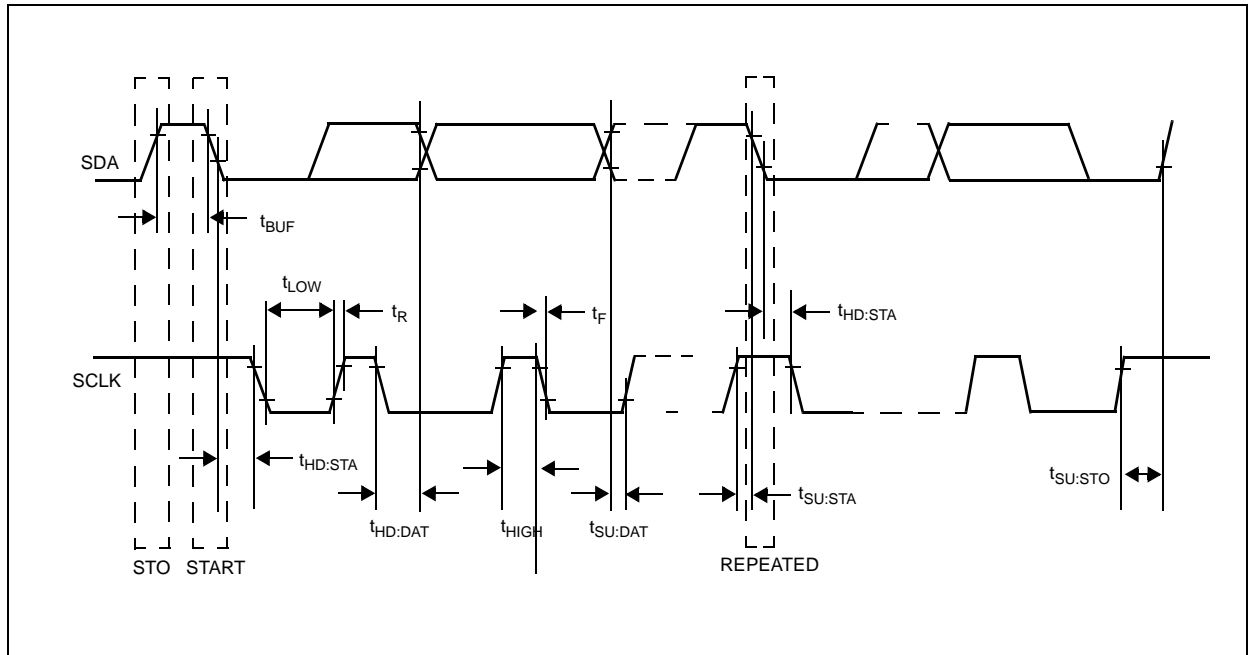 SDA
tBUF
tLOW
tR
tF
tHD:STA
SCLK
tHD:STA
tHD:DAT
tHIGH
tSU:DAT
tSU:STA
tSU:STO
STO
START
REPEATED